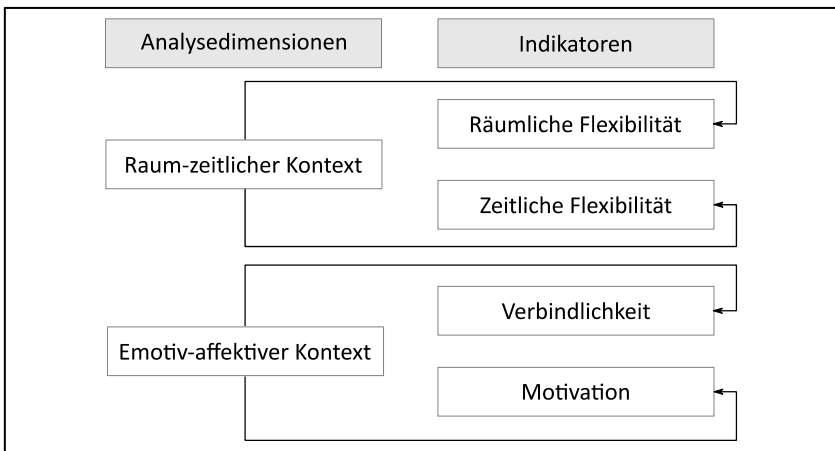 Analysedimensionen
Indikatoren
Räumliche Flexibilität
Raum-zeitlicher Kontext
Zeitliche Flexibilität
Verbindlichkeit
Emotiv-affektiver Kontext
Motivation